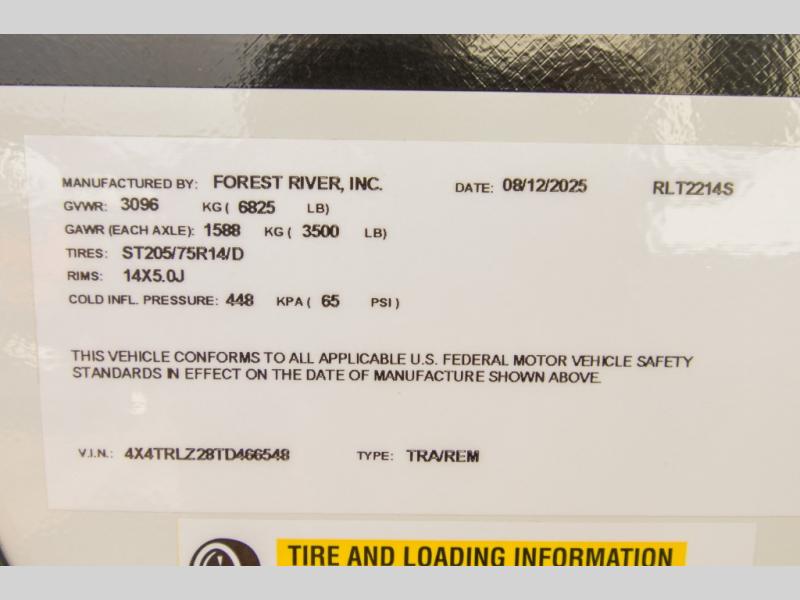 MANUFACTURED BY: FOREST RIVER, INC. DATE: 08/12/2025 RLT2214S
GVWR: 3096 KG ( 6825 LB)
GAWR (EACH AXLE): 1588 KG ( 3500 LB)
TIRES: ST205/75R14/D
RIMS: 14X5.0J
COLD INFL. PRESSURE: 448 KPA ( 65 PSI )
THIS VEHICLE CONFORMS TO ALL APPLICABLE U.S. FEDERAL MOTOR VEHICLE SAFETY
STANDARDS IN EFFECT ON THE DATE OF MANUFACTURE SHOWN ABOVE.
V.I.N.: 4X4TRLZ28TD466548 TYPE: TRA/REM
TIRE AND LOADING INFORMATION